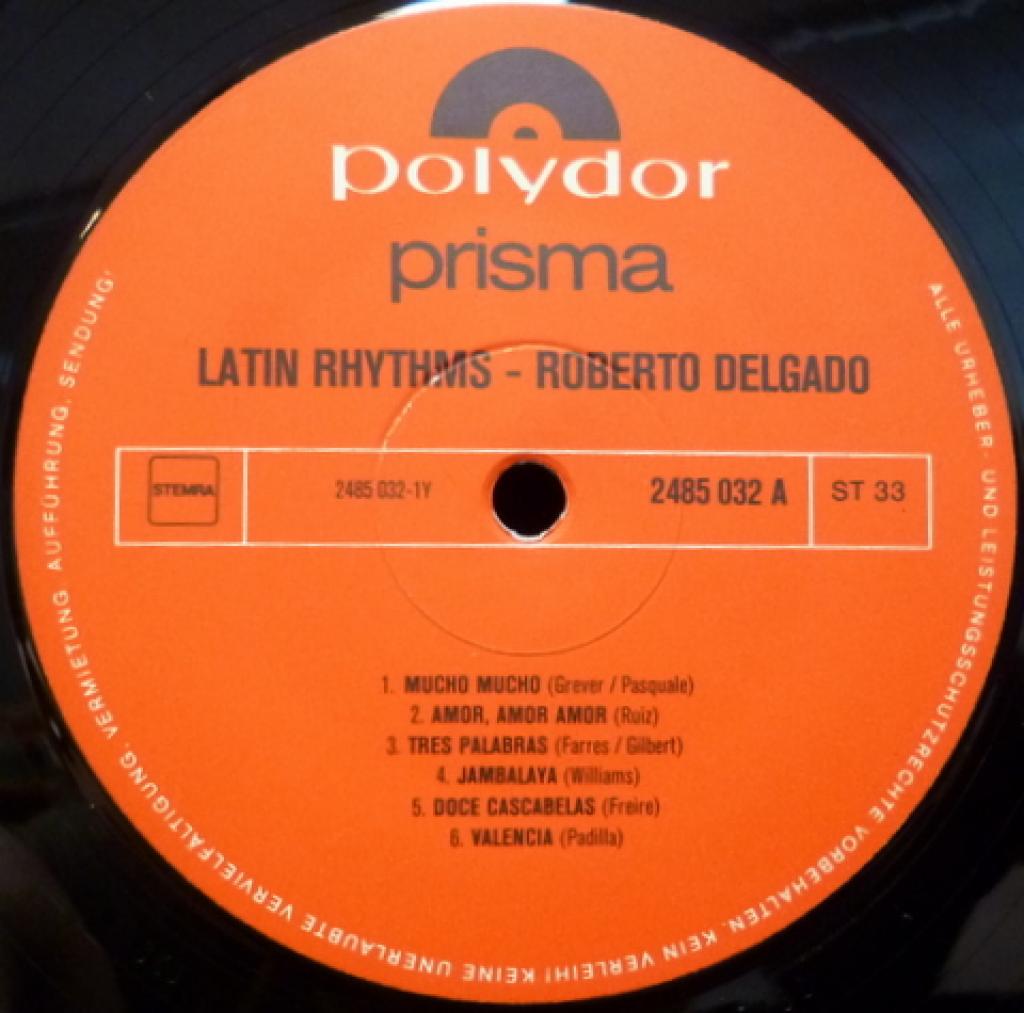 polydor
prisma
LATIN RHYTHMS - ROBERTO DELGADO
STEMRA
2485 032-1Y
2485 032 A
ST 33
1. MUCHO MUCHO (Grever / Pasquale)
2. AMOR, AMOR AMOR (Ruiz)
3. TRES PALABRAS (Farres / Gilbert)
4. JAMBALAYA (Williams)
5. DOCE CASCABELAS (Freire)
6. VALENCIA (Padilla)
ALLE URHEBER- UND LEISTUNGSSCHUTZRECHTE VORBEHALTEN. KEIN VERLEIH! KEINE UNERLAUBTE VERVIELFÄLTIGUNG, VERMIETUNG, AUFFÜHRUNG, SENDUNG!